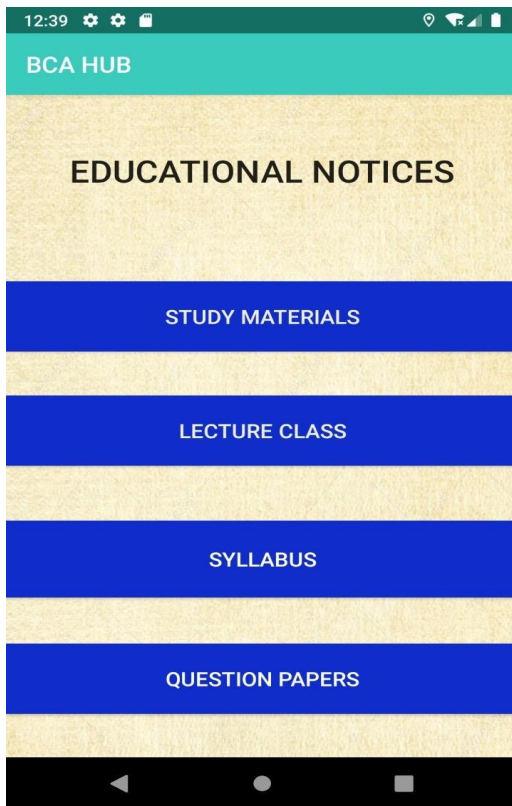 12:39
BCA HUB
EDUCATIONAL NOTICES
STUDY MATERIALS
LECTURE CLASS
SYLLABUS
QUESTION PAPERS